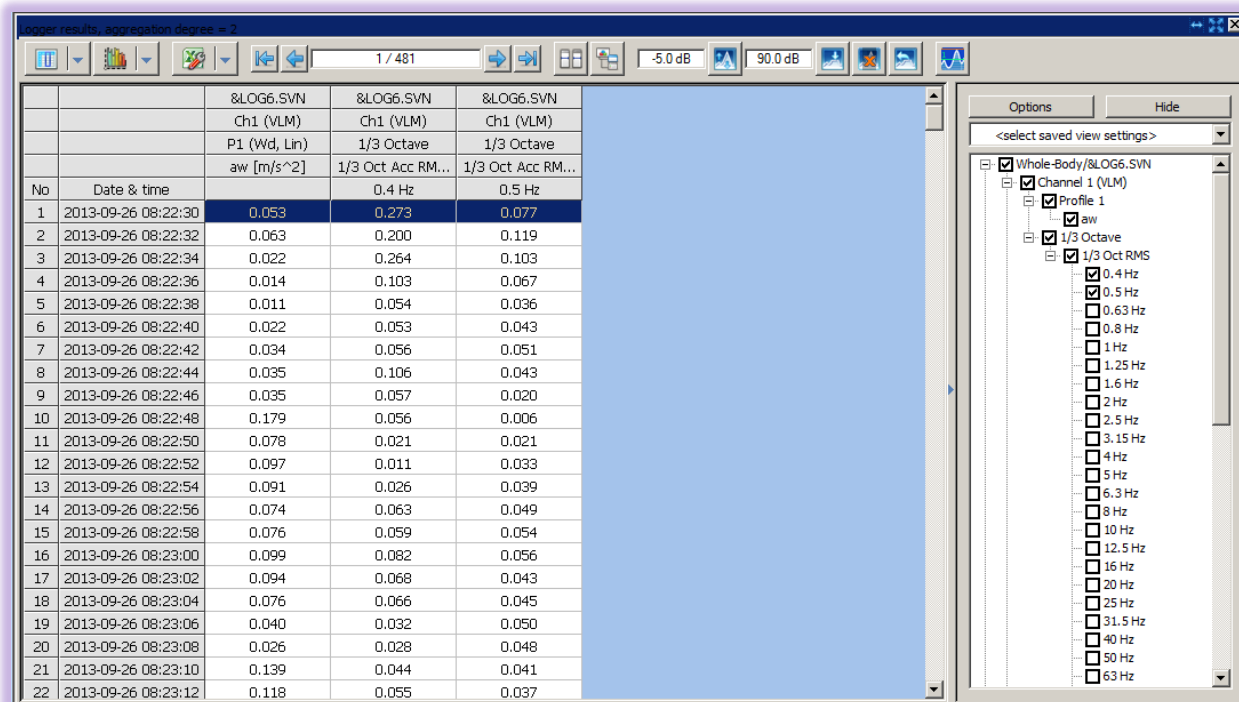 Logger results, aggregation degree = 2
1 / 481 -5.0 dB 90.0 dB
&LOG6.SVN &LOG6.SVN &LOG6.SVN
Ch1 (VLM) Ch1 (VLM) Ch1 (VLM)
P1 (Wd, Lin) 1/3 Octave 1/3 Octave
aw [m/s^2] 1/3 Oct Acc RM... 1/3 Oct Acc RM...
No Date & time 0.4 Hz 0.5 Hz
1 2013-09-26 08:22:30 0.053 0.273 0.077
2 2013-09-26 08:22:32 0.063 0.200 0.119
3 2013-09-26 08:22:34 0.022 0.264 0.103
4 2013-09-26 08:22:36 0.014 0.103 0.067
5 2013-09-26 08:22:38 0.011 0.054 0.036
6 2013-09-26 08:22:40 0.022 0.053 0.043
7 2013-09-26 08:22:42 0.034 0.056 0.051
8 2013-09-26 08:22:44 0.035 0.106 0.043
9 2013-09-26 08:22:46 0.035 0.057 0.020
10 2013-09-26 08:22:48 0.179 0.056 0.006
11 2013-09-26 08:22:50 0.078 0.021 0.021
12 2013-09-26 08:22:52 0.097 0.011 0.033
13 2013-09-26 08:22:54 0.091 0.026 0.039
14 2013-09-26 08:22:56 0.074 0.063 0.049
15 2013-09-26 08:22:58 0.076 0.059 0.054
16 2013-09-26 08:23:00 0.099 0.082 0.056
17 2013-09-26 08:23:02 0.094 0.068 0.043
18 2013-09-26 08:23:04 0.076 0.066 0.045
19 2013-09-26 08:23:06 0.040 0.032 0.050
20 2013-09-26 08:23:08 0.026 0.028 0.048
21 2013-09-26 08:23:10 0.139 0.044 0.041
22 2013-09-26 08:23:12 0.118 0.055 0.037
Options Hide
<select saved view settings>
Whole-Body/&LOG6.SVN
Channel 1 (VLM)
Profile 1
aw
1/3 Octave
1/3 Oct RMS
0.4 Hz
0.5 Hz
0.63 Hz
0.8 Hz
1 Hz
1.25 Hz
1.6 Hz
2 Hz
2.5 Hz
3.15 Hz
4 Hz
5 Hz
6.3 Hz
8 Hz
10 Hz
12.5 Hz
16 Hz
20 Hz
25 Hz
31.5 Hz
40 Hz
50 Hz
63 Hz